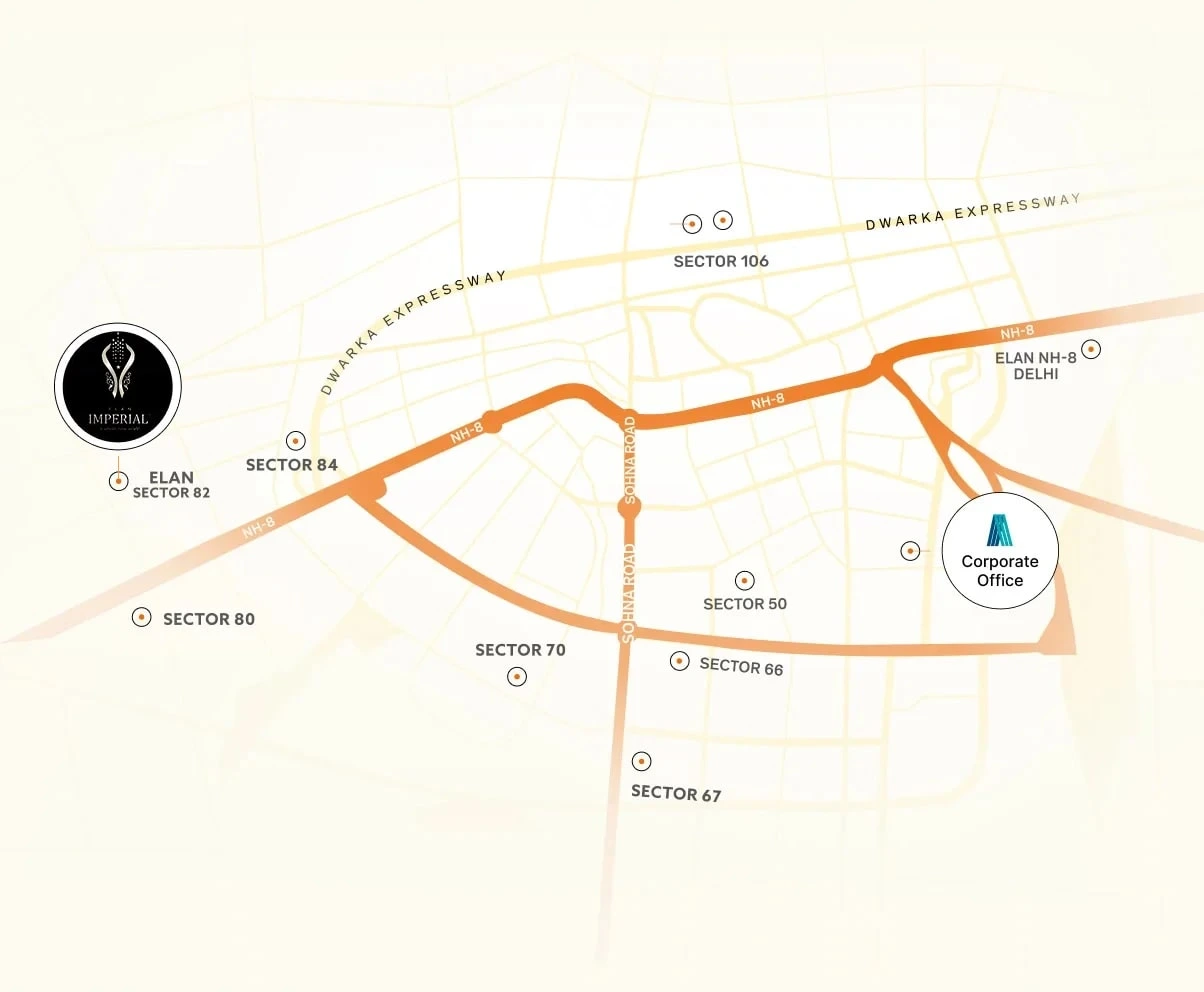 DWARKA EXPRESSWAY
SECTOR 106
DWARKA EXPRESSWAY
NH-8
ELAN NH-8
DELHI
IMPERIAL
NH-8
NH-8
SOHNA ROAD
SECTOR 84
ELAN
SECTOR 82
NH-8
Corporate
Office
SOHNA ROAD
SECTOR 50
SECTOR 80
SECTOR 70
SECTOR 66
SECTOR 67